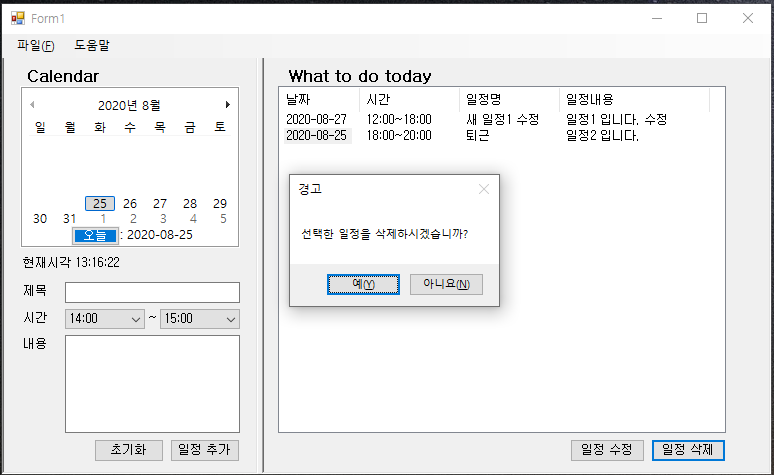 Form1
파일(F) 도움말
Calendar
2020년 8월
일 월 화 수 목 금 토
25 26 27 28 29
30 31 1 2 3 4 5
오늘 : 2020-08-25
현재시각 13:16:22
제목
시간 14:00 ~ 15:00
내용
초기화 일정 추가
What to do today
날짜 시간 일정명 일정내용
2020-08-27 12:00~18:00 새 일정1 수정 일정1 입니다. 수정
2020-08-25 18:00~20:00 퇴근 일정2 입니다.
경고
선택한 일정을 삭제하시겠습니까?
예(Y) 아니요(N)
일정 수정 일정 삭제